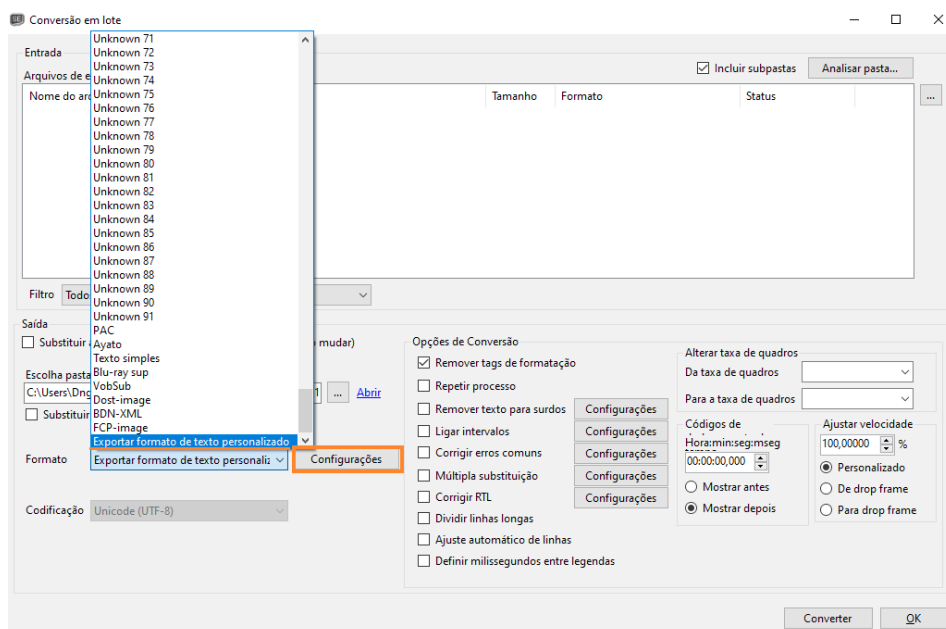 SE Conversão em lote
Entrada
Arquivos de e
Incluir subpastas
Analisar pasta...
Nome do arq
Tamanho
Formato
Status
...
Filtro
Todo
Unknown 71
Unknown 72
Unknown 73
Unknown 74
Unknown 75
Unknown 76
Unknown 77
Unknown 78
Unknown 79
Unknown 80
Unknown 81
Unknown 82
Unknown 83
Unknown 84
Unknown 85
Unknown 86
Unknown 87
Unknown 88
Unknown 89
Unknown 90
Unknown 91
PAC
Ayato
Texto simples
Blu-ray sup
VobSub
Dost-image
BDN-XML
FCP-image
Exportar formato de texto personalizado
Saída
Substituir
mudar)
Escolha pasta
C:\Users\Dng
1
...
Abrir
Substituir
Formato
Exportar formato de texto personaliz
Configurações
Codificação
Unicode (UTF-8)
Opções de Conversão
Remover tags de formatação
Repetir processo
Remover texto para surdos
Configurações
Ligar intervalos
Configurações
Corrigir erros comuns
Configurações
Múltipla substituição
Configurações
Corrigir RTL
Configurações
Dividir linhas longas
Ajuste automático de linhas
Definir milissegundos entre legendas
Alterar taxa de quadros
Da taxa de quadros
Para a taxa de quadros
Códigos de
Hora:min:seg:mseg
00:00:00,000
Mostrar antes
Mostrar depois
Ajustar velocidade
100,00000
%
Personalizado
De drop frame
Para drop frame
Converter
OK